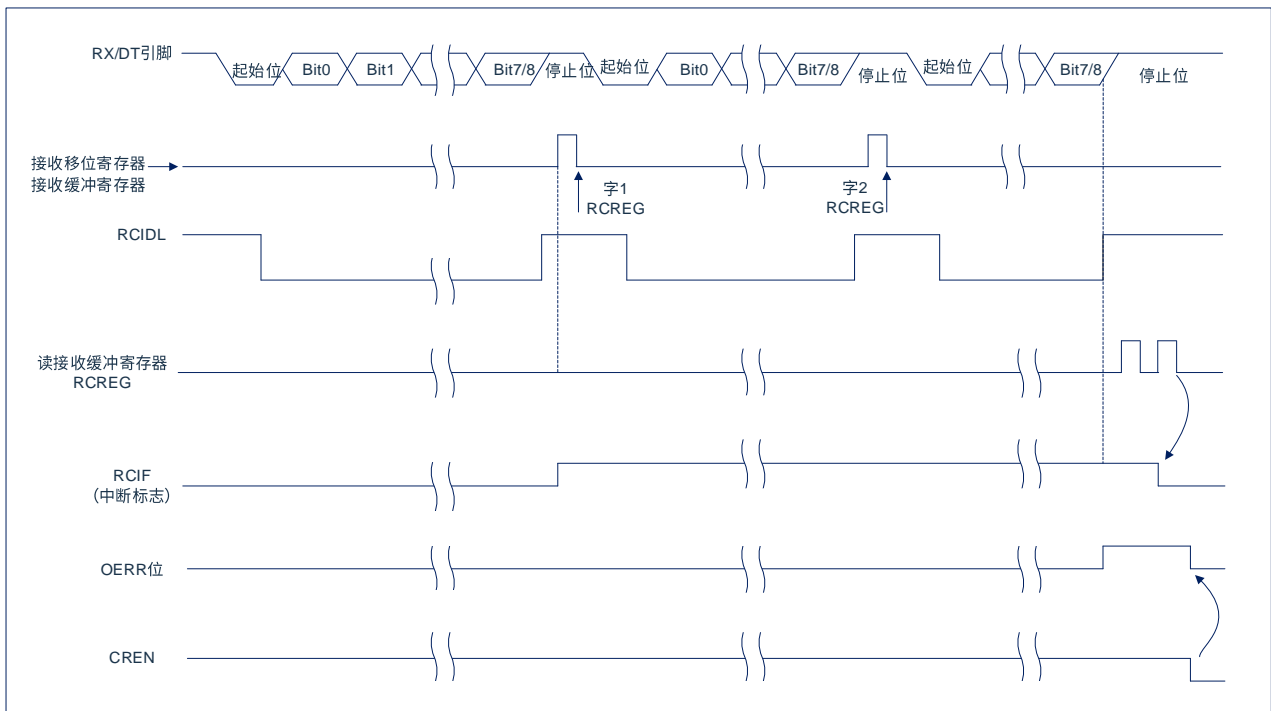 RX/DT引脚
起始位 Bit0 Bit1 Bit7/8 停止位 起始位 Bit0 Bit7/8 停止位 起始位 Bit7/8 停止位
接收移位寄存器
接收缓冲寄存器
字1
RCREG
字2
RCREG
RCIDL
读接收缓冲寄存器
RCREG
RCIF
(中断标志)
OERR位
CREN